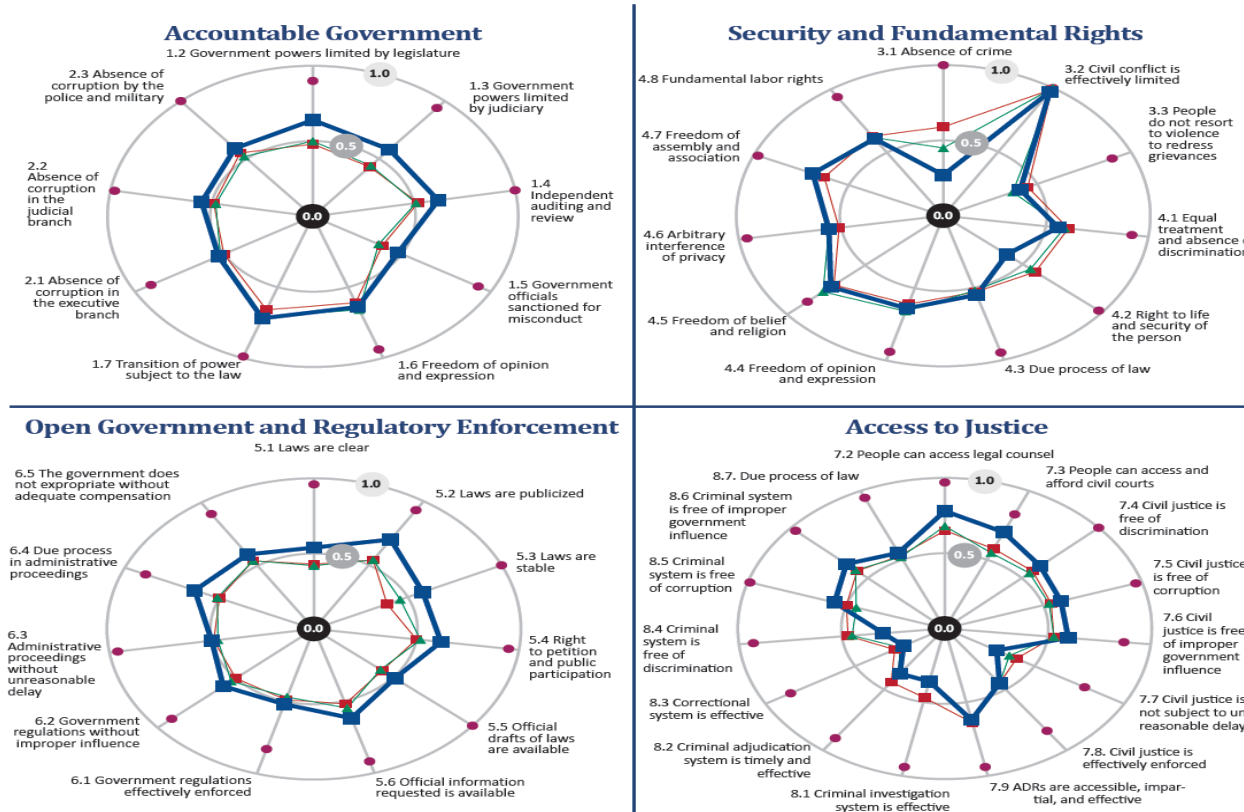 Accountable Government
1.2 Government powers limited by legislature
1.0
2.3 Absence of
corruption by the
police and military
1.3 Government
powers limited
by judiciary
0.5
2.2
Absence of
corruption in
the judicial
branch
1.4
Independent
auditing and
review
0.0
2.1 Absence of
corruption in
the executive
branch
1.5 Government
officials
sanctioned for
misconduct
1.7 Transition of power
subject to the law
1.6 Freedom of opinion
and expression
Security and Fundamental Rights
3.1 Absence of crime
1.0
4.8 Fundamental labor rights
3.2 Civil conflict is
effectively limited
3.3 People
do not resort
to violence
to redress
grievances
4.7 Freedom of
assembly and
association
0.5
0.0
4.1 Equal
treatment
and absence o
discrimination
4.6 Arbitrary
interference
of privacy
4.5 Freedom of belief
and religion
4.2 Right to life
and security of
the person
4.4 Freedom of opinion
and expression
4.3 Due process of law
Open Government and Regulatory Enforcement
5.1 Laws are clear
1.0
6.5 The government does
not expropriate without
adequate compensation
5.2 Laws are publicized
0.5
5.3 Laws are
stable
6.4 Due process
in administrative
proceedings
0.0
5.4 Right
to petition
and public
participation
6.3
Administrative
proceedings
without
unreasonable
delay
5.5 Official
drafts of laws
are available
6.2 Government
regulations without
improper influence
6.1 Government regulations
effectively enforced
5.6 Official information
requested is available
Access to Justice
7.2 People can access legal counsel
1.0
8.7. Due process of law
7.3 People can access and
afford civil courts
8.6 Criminal system
is free of improper
government
influence
7.4 Civil justice is
free of
discrimination
0.5
8.5 Criminal
system is free
of corruption
7.5 Civil justice
is free of
corruption
0.0
8.4 Criminal
system is
free of
discrimination
7.6 Civil
justice is free
of improper
government
influence
8.3 Correctional
system is effective
7.7 Civil justice is
not subject to un
reasonable delay
8.2 Criminal adjudication
system is timely and
effective
7.8. Civil justice is
effectively enforced
8.1 Criminal investigation
system is effective
7.9 ADRs are accessible, impar-
tial, and effective